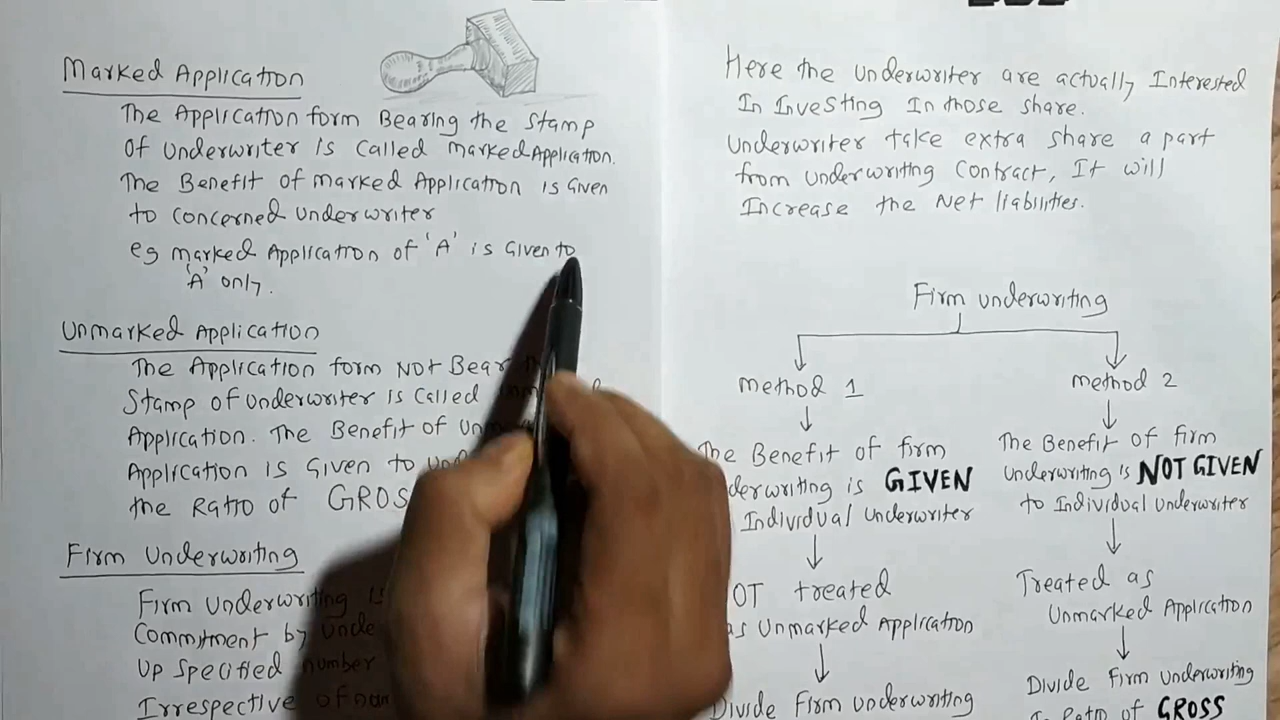 Marked Application
The Application form Bearing the stamp
of underwriter is called marked Application.
The Benefit of marked Application is Given
to concerned underwriter
eg marked Application of 'A' is Given to
'A' only.
Unmarked Application
The Application form NOT Bear
Stamp of underwriter is Called
Application. The Benefit of
Application is Given to
the Ratio of GROS
Firm Underwriting
Firm Underwriting
Commitment by
up specified number
Irrespective of
Here the underwriter are actually Interested
In Investing In those share.
underwriter take extra share a part
from underwriting contract, It will
Increase the Net liabilities.
Firm underwriting
method 1
The Benefit of firm
derwriting is GIVEN
Individual underwriter
OT treated
as Unmarked Application
Divide Firm underwriting
method 2
The Benefit of firm
underwriting is NOT GIVEN
to Individual underwriter
Treated as
Unmarked Application
Divide Firm underwriting
In Ratio of GROSS